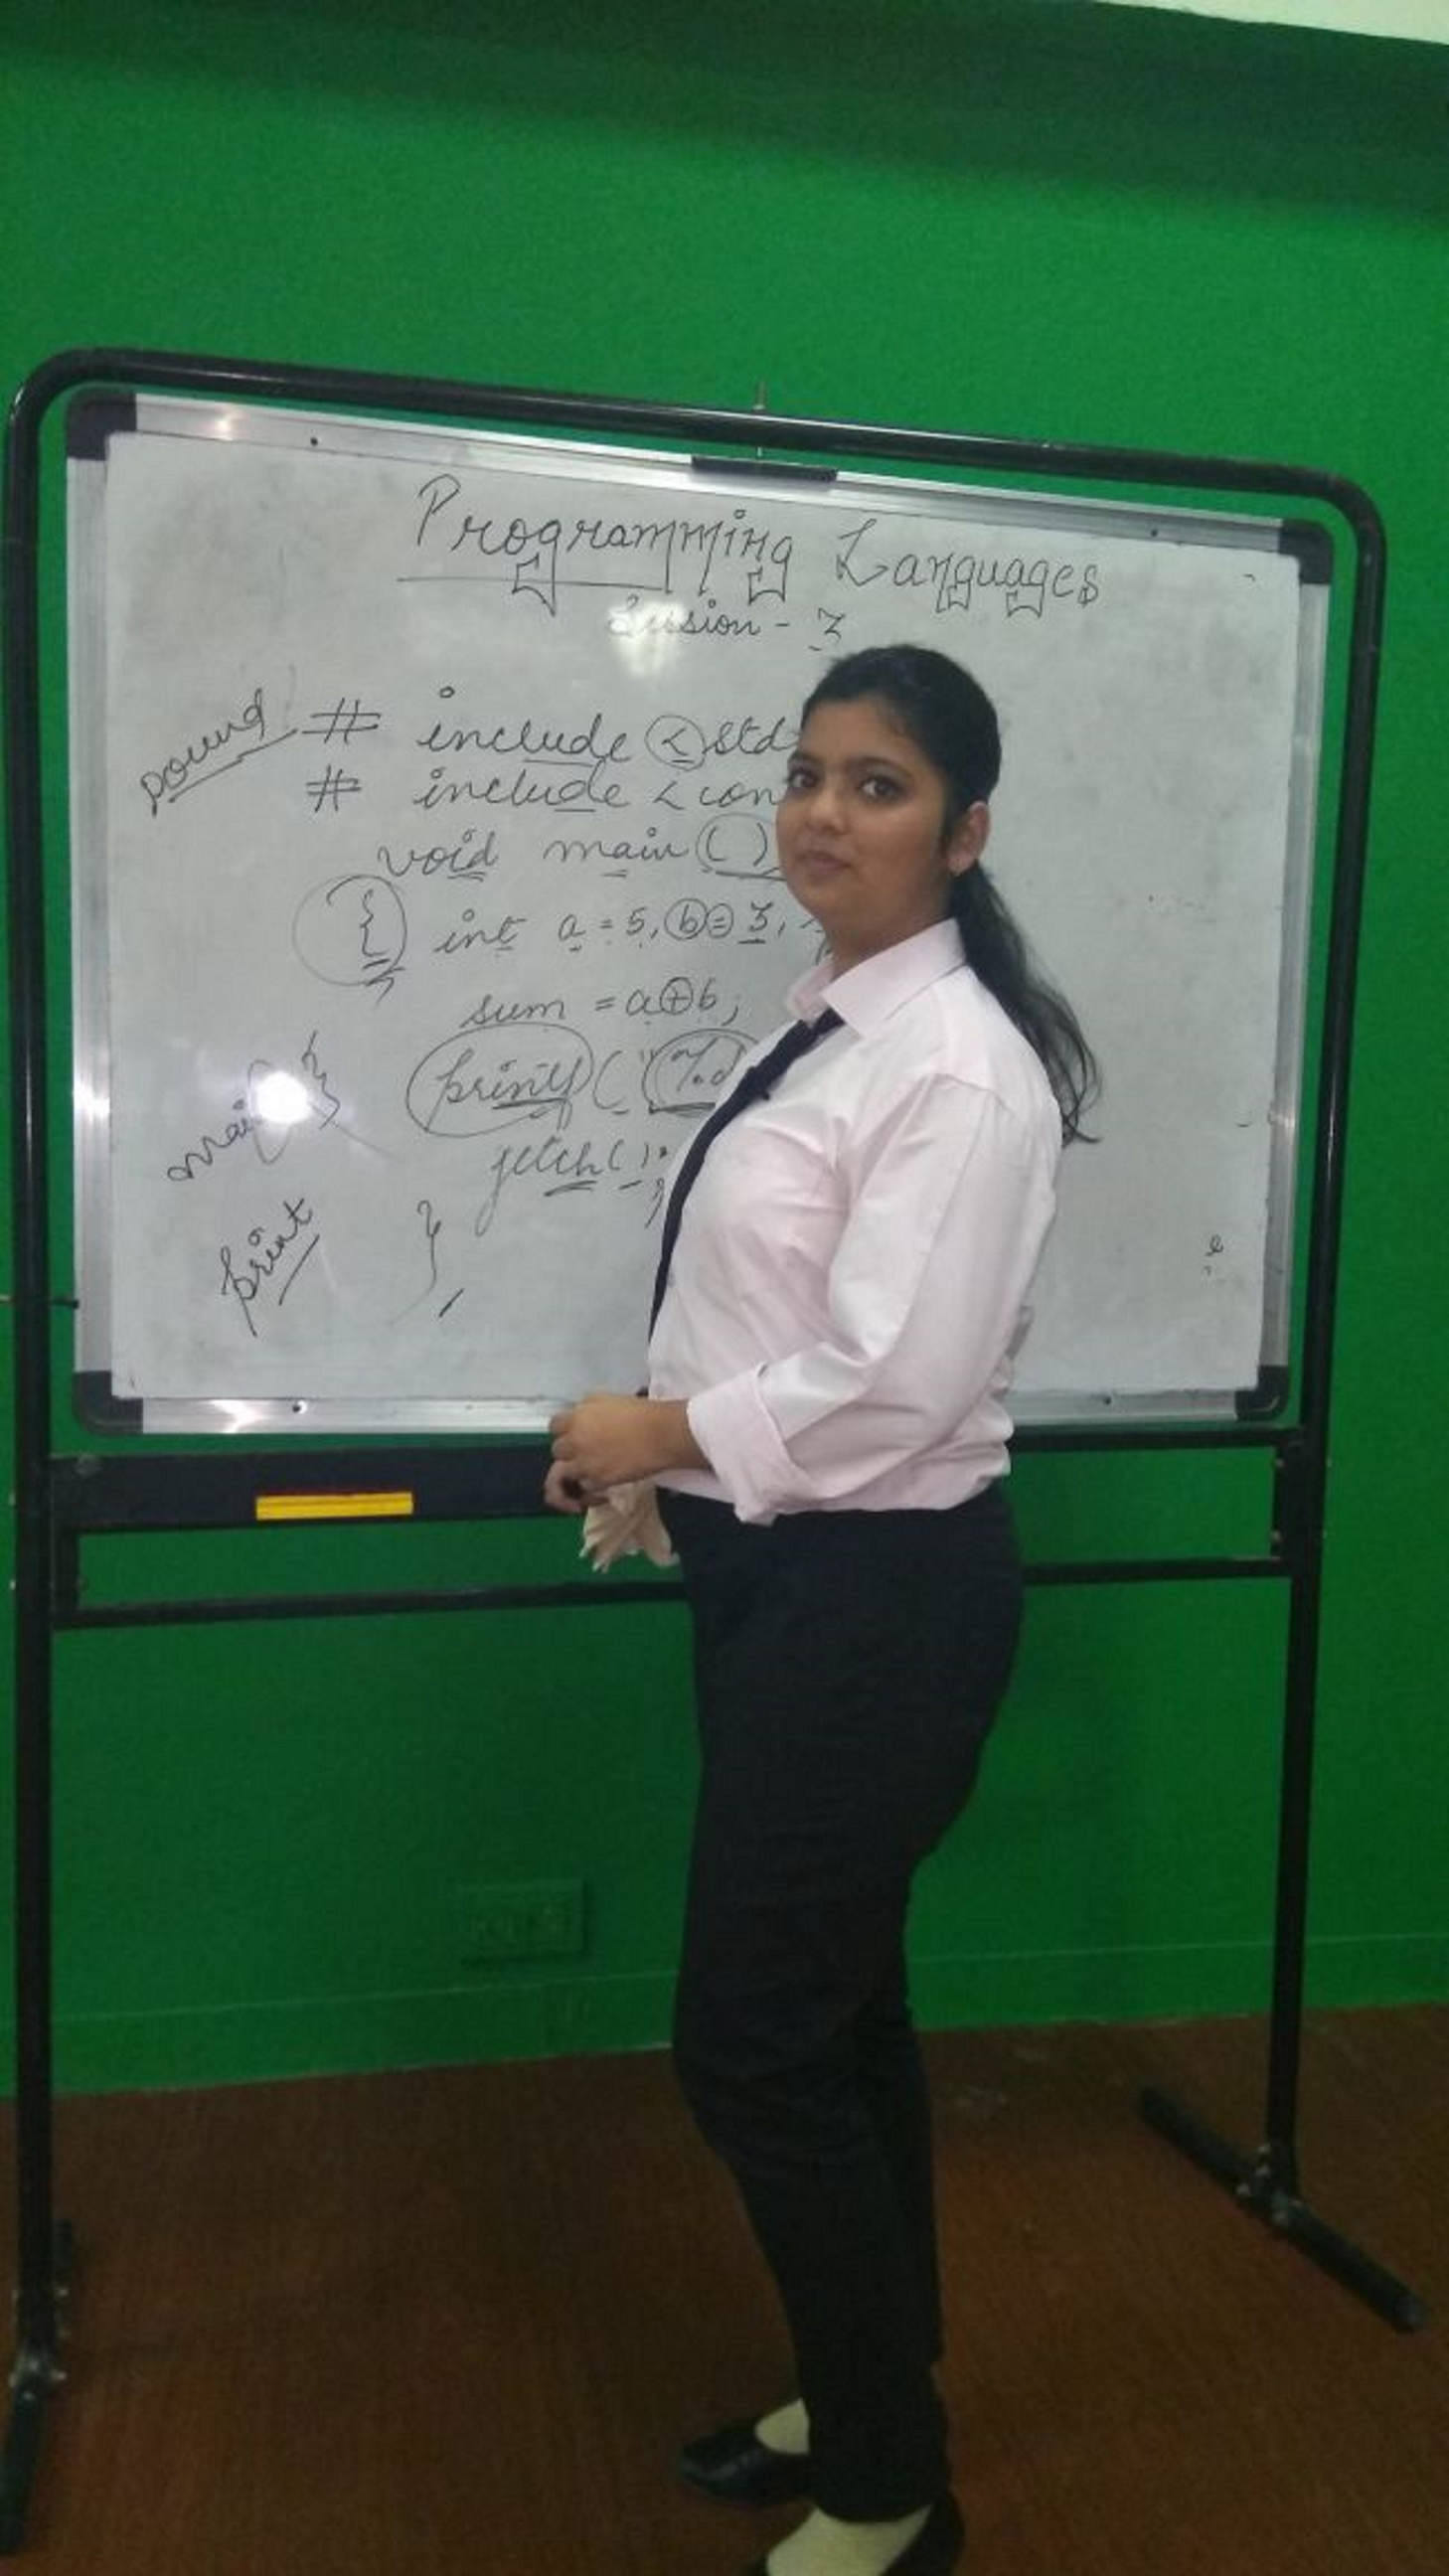 Programming Languages
Session - 3
pound # include < std
# include < con
void main ( )
{ int a = 5, b = 3,
sum = a + b ;
printf ( " %d
getch ( ) ;
main {
print }